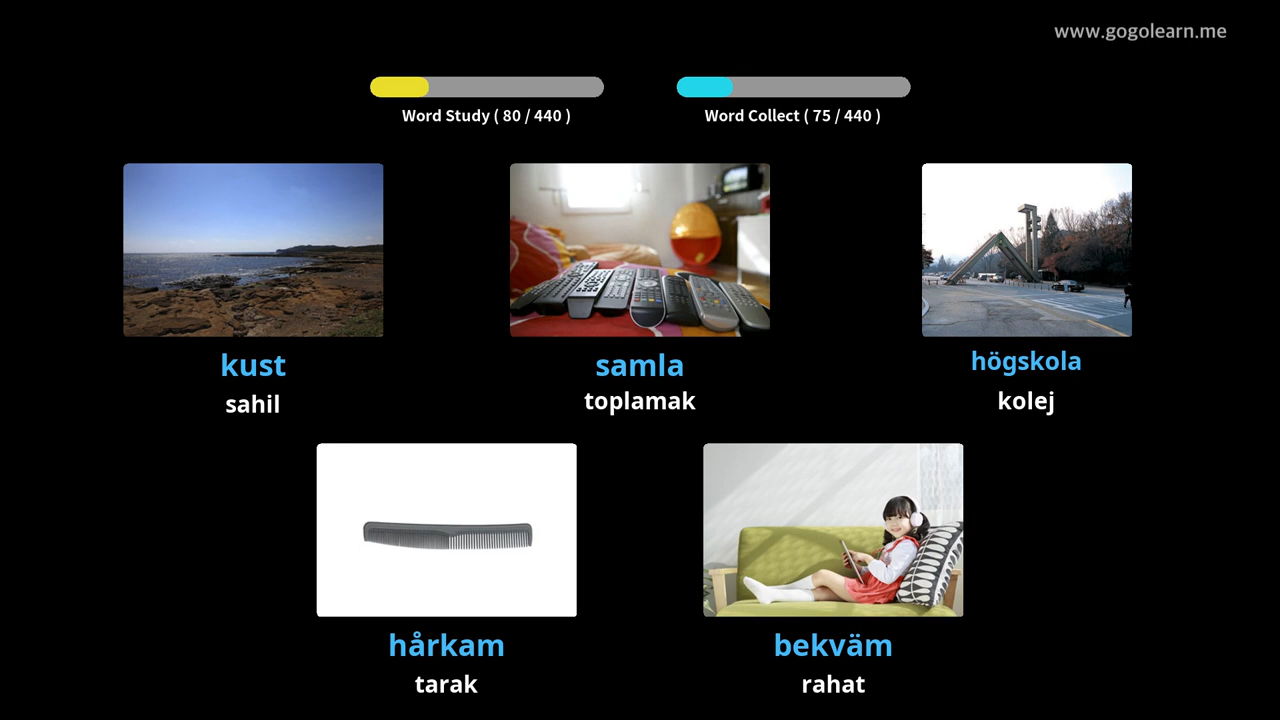 www.gogolearn.me
Word Study ( 80 / 440 )
Word Collect ( 75 / 440 )
kust
sahil
samla
toplamak
högskola
kolej
hårkam
tarak
bekväm
rahat